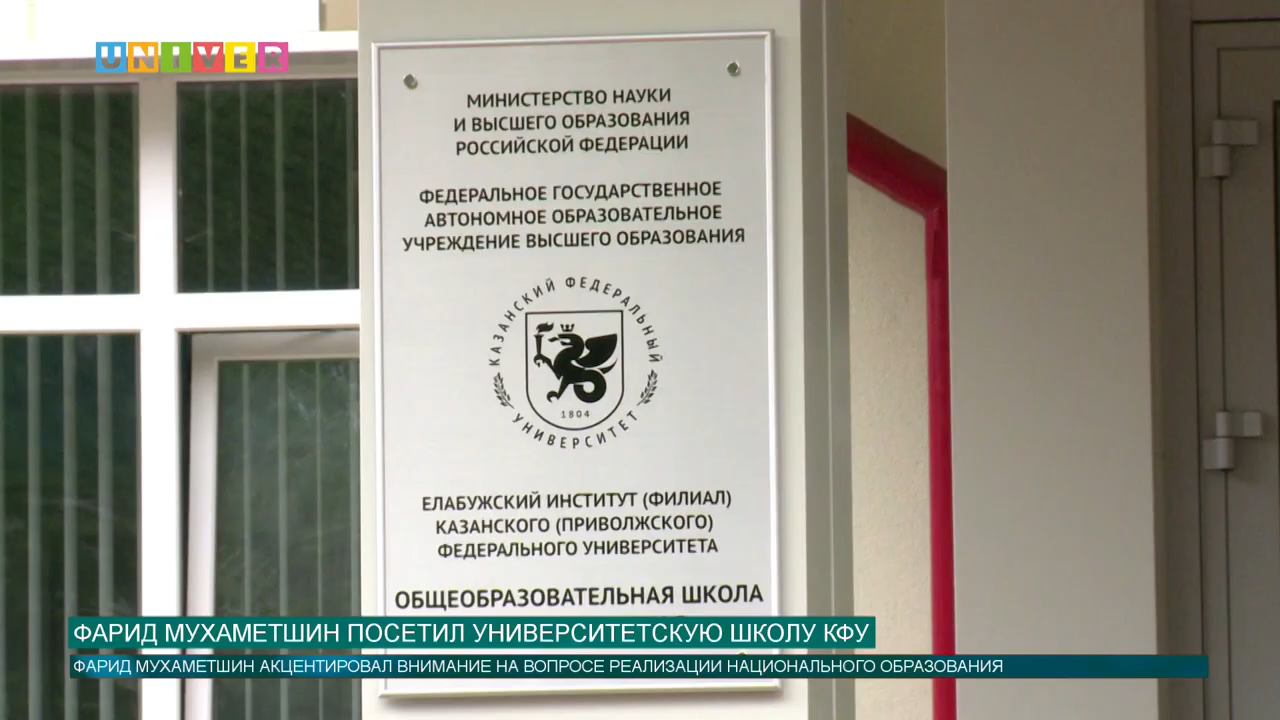 UNIVER
МИНИСТЕРСТВО НАУКИ
И ВЫСШЕГО ОБРАЗОВАНИЯ
РОССИЙСКОЙ ФЕДЕРАЦИИ
ФЕДЕРАЛЬНОЕ ГОСУДАРСТВЕННОЕ
АВТОНОМНОЕ ОБРАЗОВАТЕЛЬНОЕ
УЧРЕЖДЕНИЕ ВЫСШЕГО ОБРАЗОВАНИЯ
КАЗАНСКИЙ ФЕДЕРАЛЬНЫЙ
1804
УНИВЕРСИТЕТ
ЕЛАБУЖСКИЙ ИНСТИТУТ (ФИЛИАЛ)
КАЗАНСКОГО (ПРИВОЛЖСКОГО)
ФЕДЕРАЛЬНОГО УНИВЕРСИТЕТА
ОБЩЕОБРАЗОВАТЕЛЬНАЯ ШКОЛА
ФАРИД МУХАМЕТШИН ПОСЕТИЛ УНИВЕРСИТЕТСКУЮ ШКОЛУ КФУ
ФАРИД МУХАМЕТШИН АКЦЕНТИРОВАЛ ВНИМАНИЕ НА ВОПРОСЕ РЕАЛИЗАЦИИ НАЦИОНАЛЬНОГО ОБРАЗОВАНИЯ